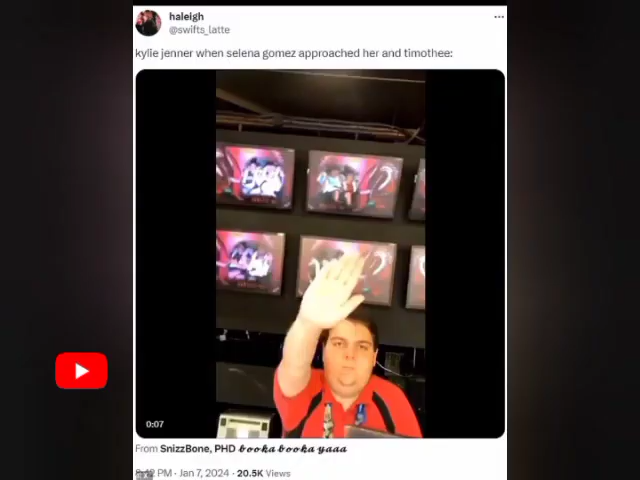 haleigh
@swifts_latte
kylie jenner when selena gomez approached her and timothee:
0:07
From SnizzBone, PHD 𝓫𝓸𝓸𝓴𝓪 𝓫𝓸𝓸𝓴𝓪 𝔂𝓪𝓪𝓪
PM · Jan 7, 2024 · 20.5K Views